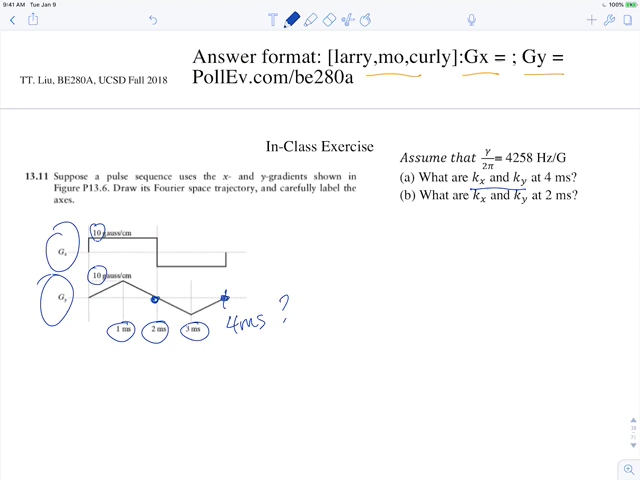 9:41 AM Tue Jan 9
100%
Answer format: [larry,mo,curly]:Gx = ; Gy =
TT. Liu, BE280A, UCSD Fall 2018
PollEv.com/be280a
In-Class Exercise
Assume that γ/2π = 4258 Hz/G
(a) What are kx and ky at 4 ms?
(b) What are kx and ky at 2 ms?
13.11 Suppose a pulse sequence uses the x- and y-gradients shown in
Figure P13.6. Draw its Fourier space trajectory, and carefully label the
axes.
10 gauss/cm
Gx
10 gauss/cm
Gy
1 ms
2 ms
3 ms
4ms ?